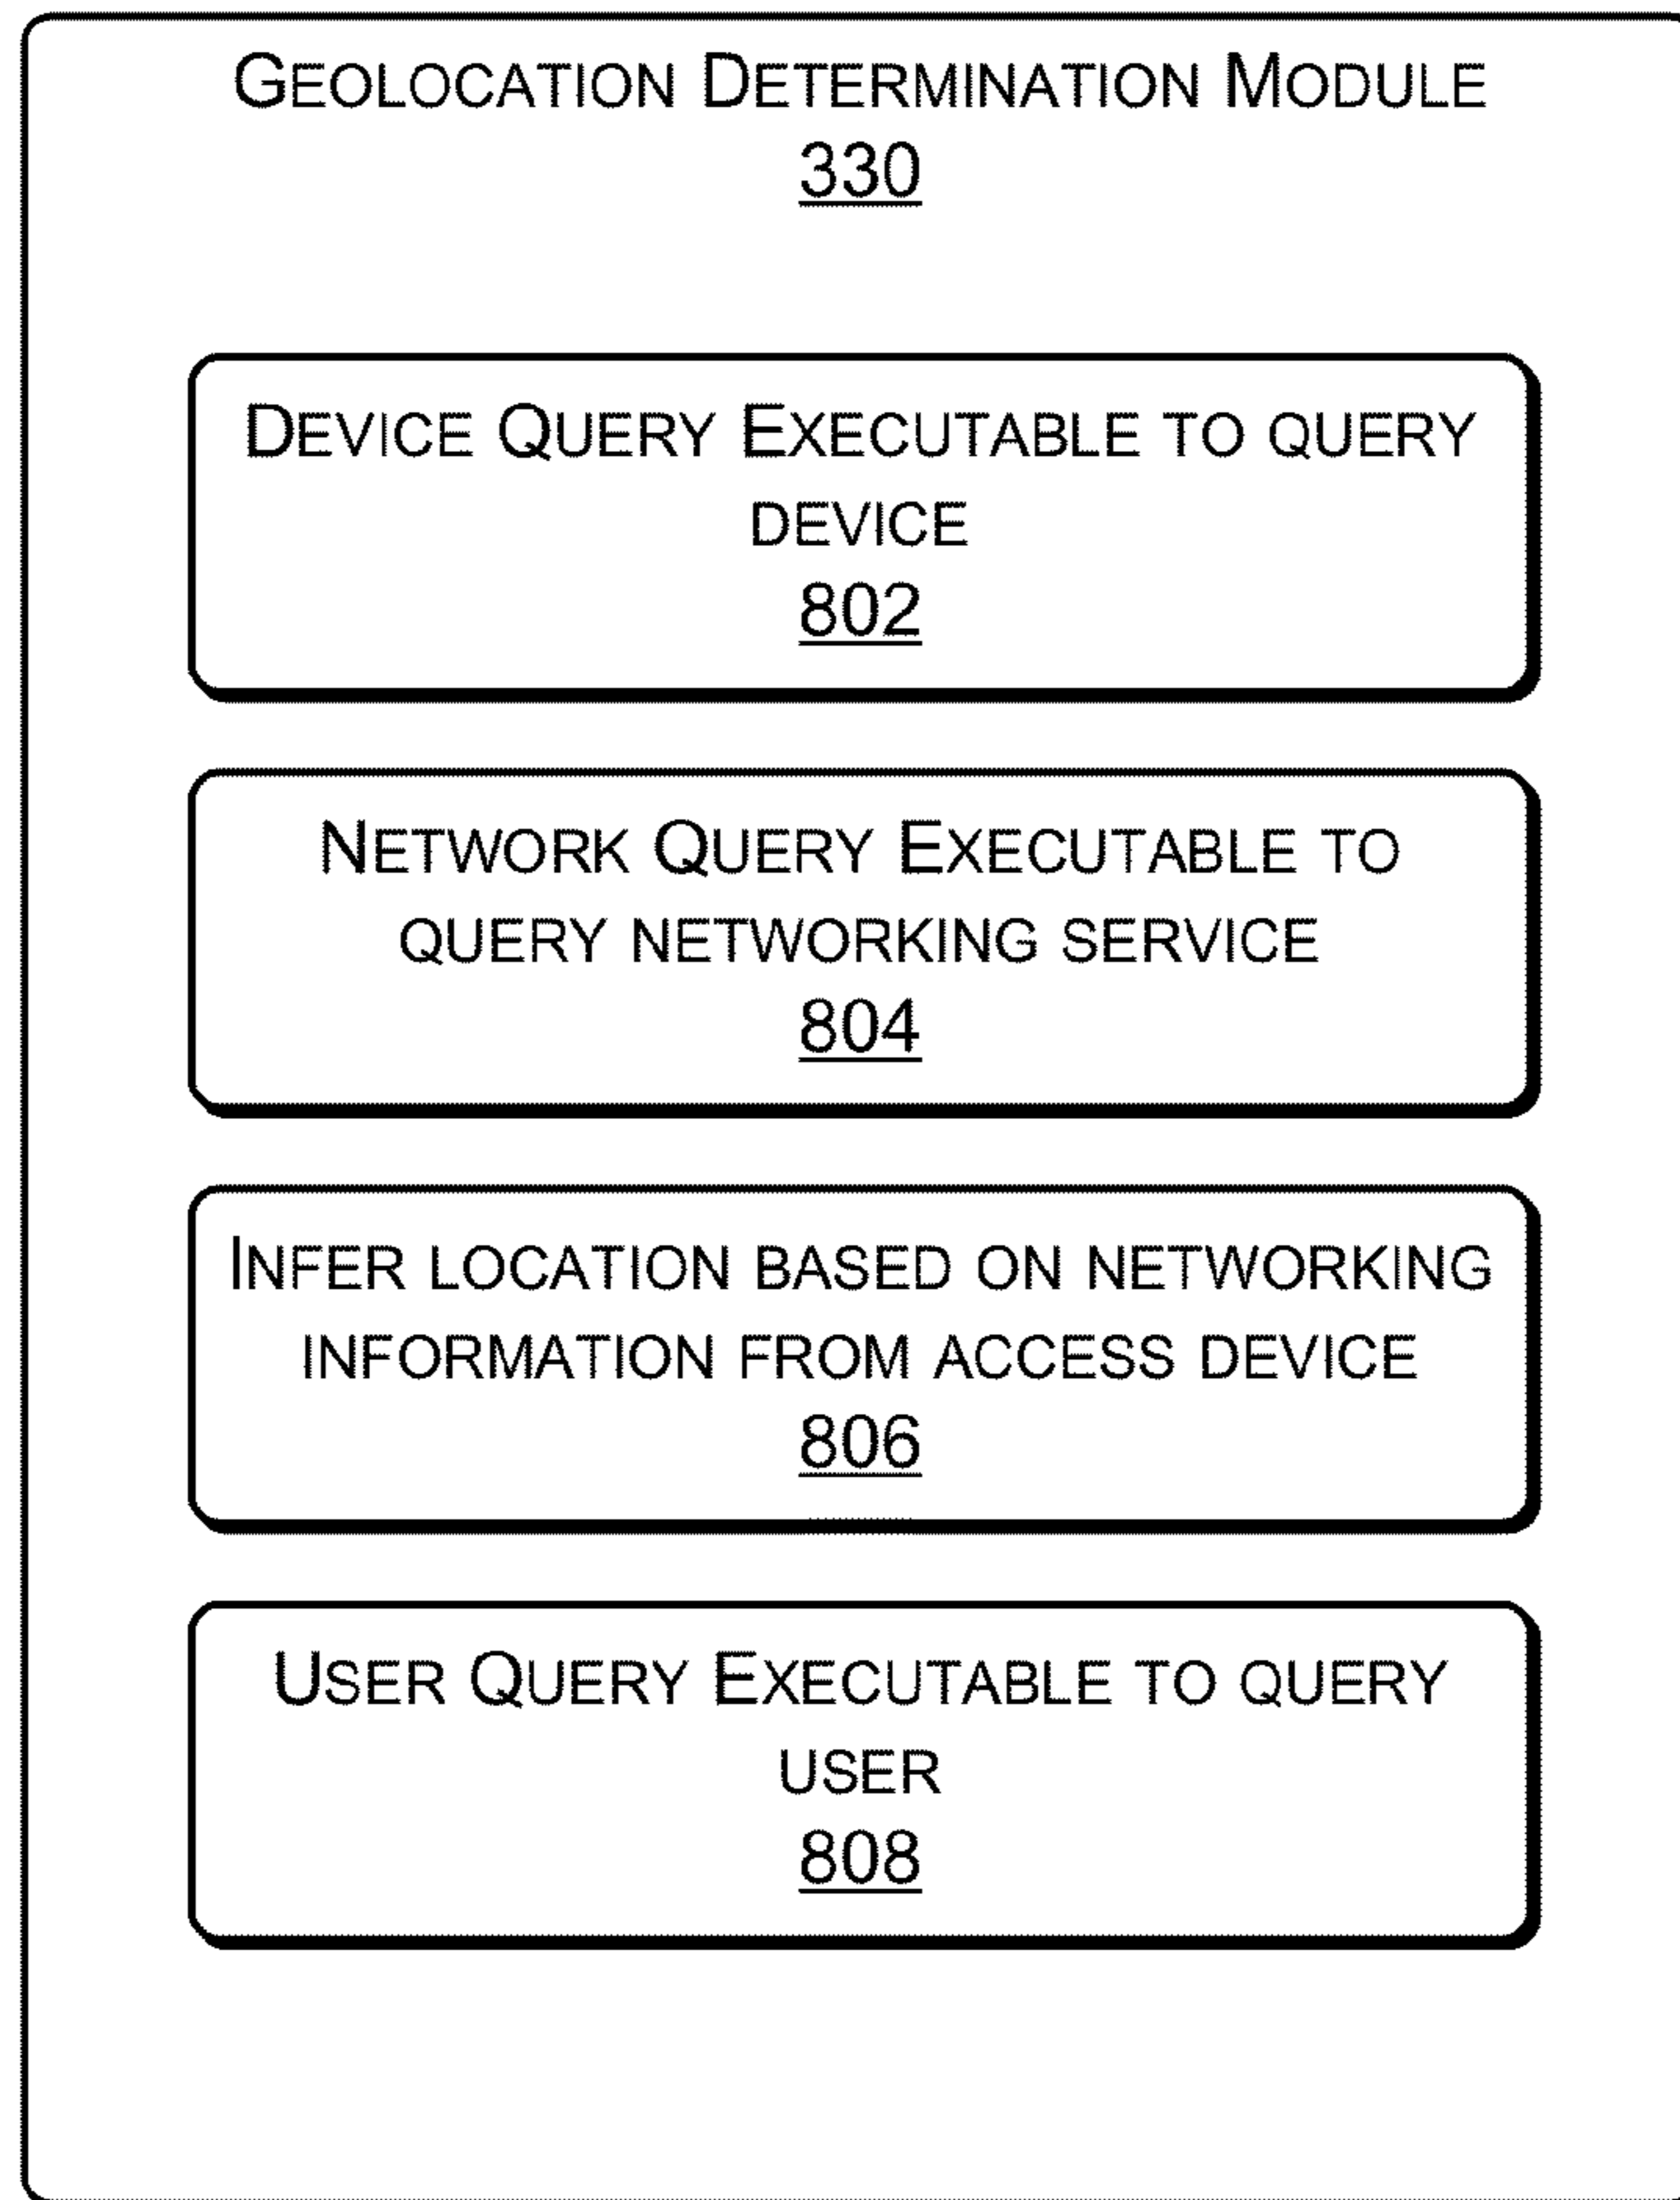 GEOLOCATION DETERMINATION MODULE
330
DEVICE QUERY EXECUTABLE TO QUERY
DEVICE
802
NETWORK QUERY EXECUTABLE TO
QUERY NETWORKING SERVICE
804
INFER LOCATION BASED ON NETWORKING
INFORMATION FROM ACCESS DEVICE
806
USER QUERY EXECUTABLE TO QUERY
USER
808